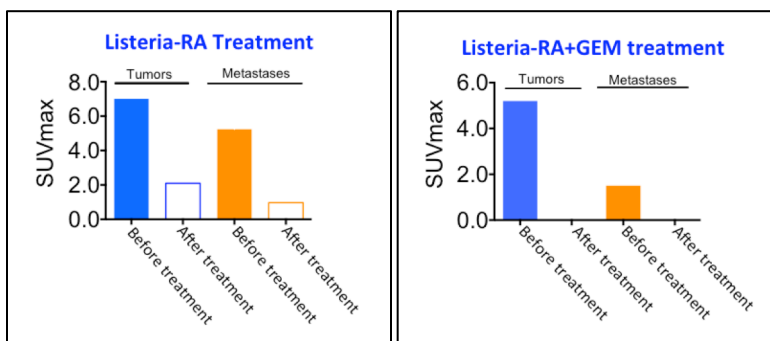 Listeria-RA Treatment
Tumors
Metastases
8.0
6.0
4.0
2.0
0.0
SUVmax
Before treatment
After treatment
Before treatment
After treatment
Listeria-RA+GEM treatment
Tumors
Metastases
6.0
4.0
2.0
0.0
SUVmax
Before treatment
After treatment
Before treatment
After treatment